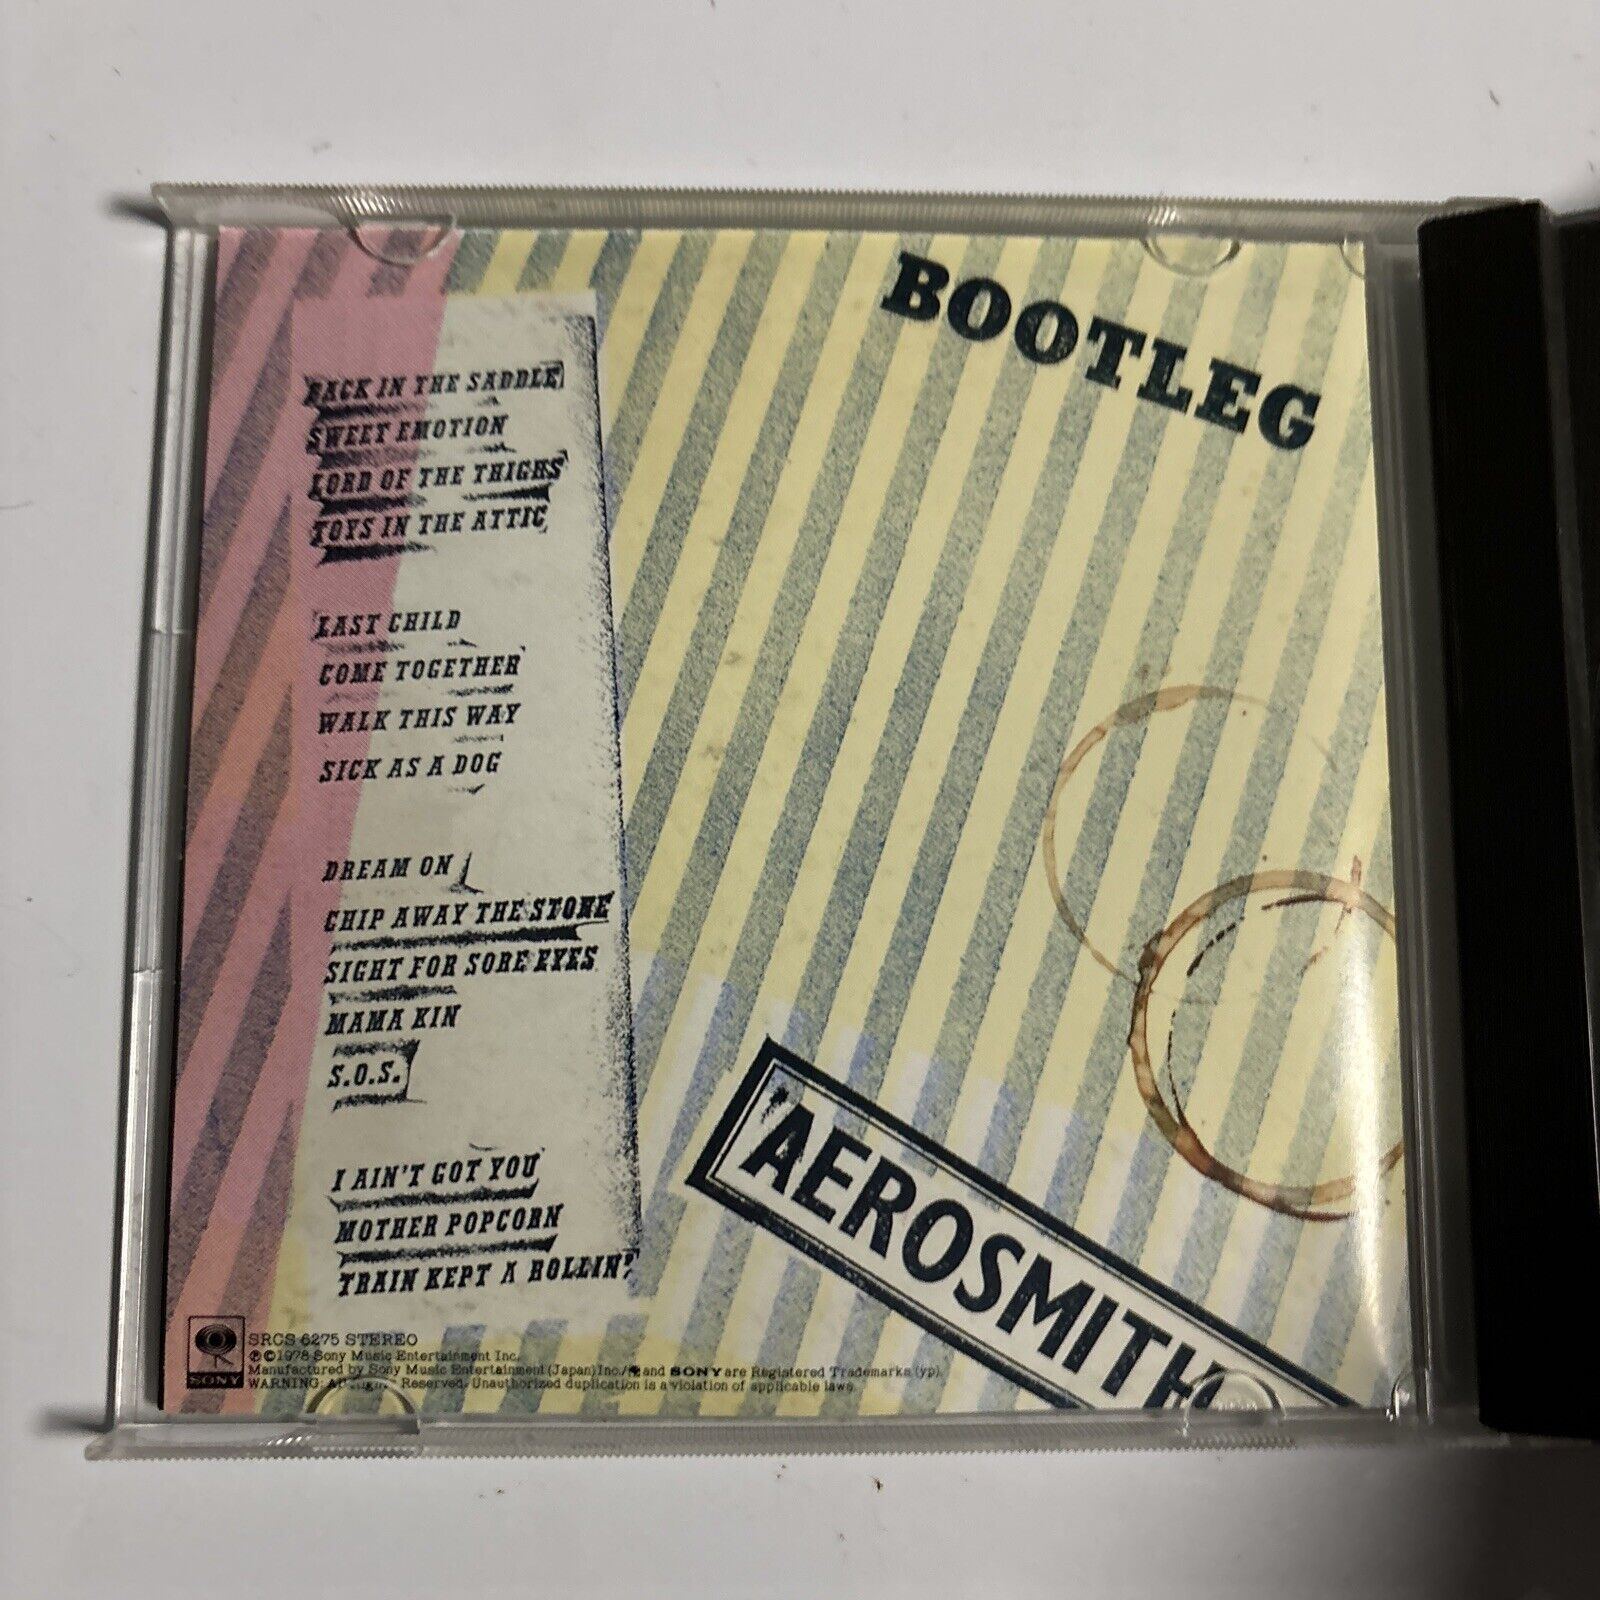 BOOTLEG
BACK IN THE SADDLE
SWEET EMOTION
LORD OF THE THIGHS
TOYS IN THE ATTIC
LAST CHILD
COME TOGETHER
WALK THIS WAY
SICK AS A DOG
DREAM ON
CHIP AWAY THE STONE
SIGHT FOR SORE EYES
MAMA KIN
S.O.S.
I AIN'T GOT YOU
MOTHER POPCORN
TRAIN KEPT A ROLLIN'
AEROSMITH
SONY
SRCS 6275 STEREO
℗©1978 Sony Music Entertainment Inc.
Manufactured by Sony Music Entertainment (Japan) Inc./ and SONY are Registered Trademarks (yp).
WARNING: All Rights Reserved. Unauthorized duplication is a violation of applicable laws.